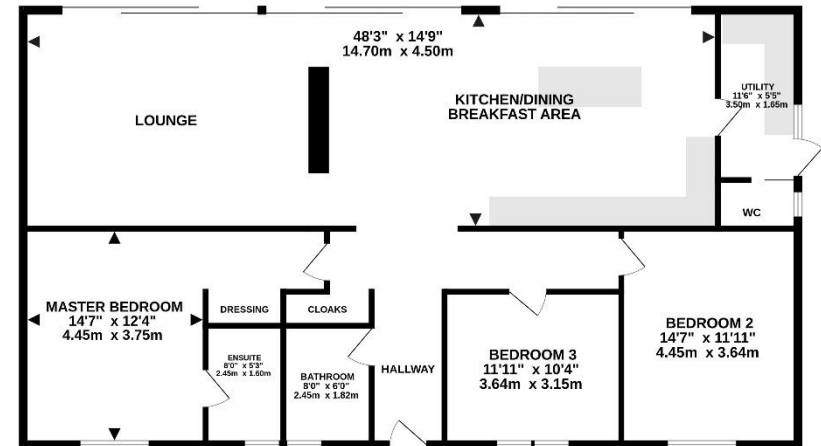 48'3" x 14'9"
14.70m x 4.50m
LOUNGE
KITCHEN/DINING
BREAKFAST AREA
UTILITY
11'6" x 5'5"
3.50m x 1.65m
WC
MASTER BEDROOM
14'7" x 12'4"
4.45m x 3.75m
DRESSING
CLOAKS
ENSUITE
8'0" x 5'3"
2.45m x 1.60m
BATHROOM
8'0" x 6'0"
2.45m x 1.82m
HALLWAY
BEDROOM 3
11'11" x 10'4"
3.64m x 3.15m
BEDROOM 2
14'7" x 11'11"
4.45m x 3.64m